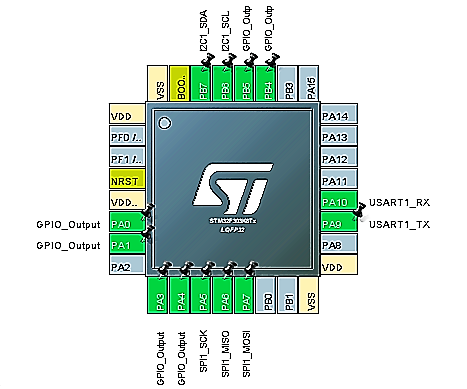 I2C1_SDA
I2C1_SCL
GPIO_Outp
GPIO_Outp
VSS
BOO..
PB7
PB6
PB5
PB4
PB3
PA15
VDD
PF0 /..
PF1 /..
NRST
VDD..
GPIO_Output PA0
GPIO_Output PA1
PA2
ST
LQFP32
PA14
PA13
PA12
PA11
PA10 USART1_RX
PA9 USART1_TX
PA8
VDD
PA3
PA4
PA5
PA6
PA7
PB0
PB1
VSS
GPIO_Output
GPIO_Output
SPI1_SCK
SPI1_MISO
SPI1_MOSI